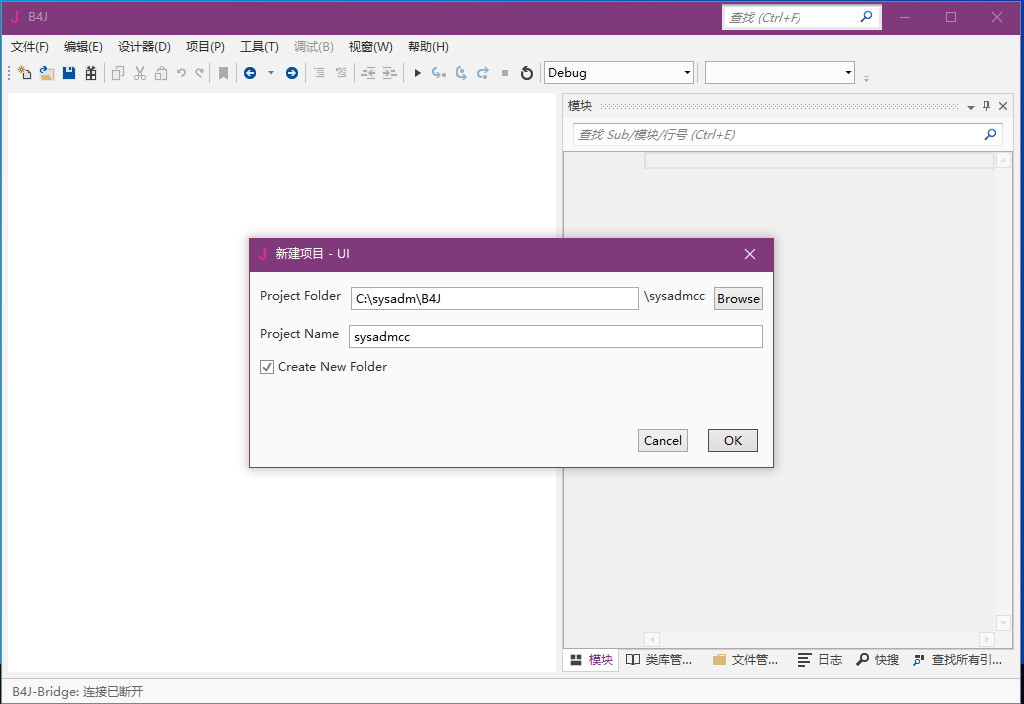 B4J
查找 (Ctrl+F)
文件(F) 编辑(E) 设计器(D) 项目(P) 工具(T) 调试(B) 视窗(W) 帮助(H)
Debug
模块
查找 Sub/模块/行号 (Ctrl+E)
新建项目 - UI
Project Folder C:\sysadm\B4J \sysadmcc Browse
Project Name sysadmcc
Create New Folder
Cancel OK
模块 类库管... 文件管... 日志 快搜 查找所有引...
B4J-Bridge: 连接已断开